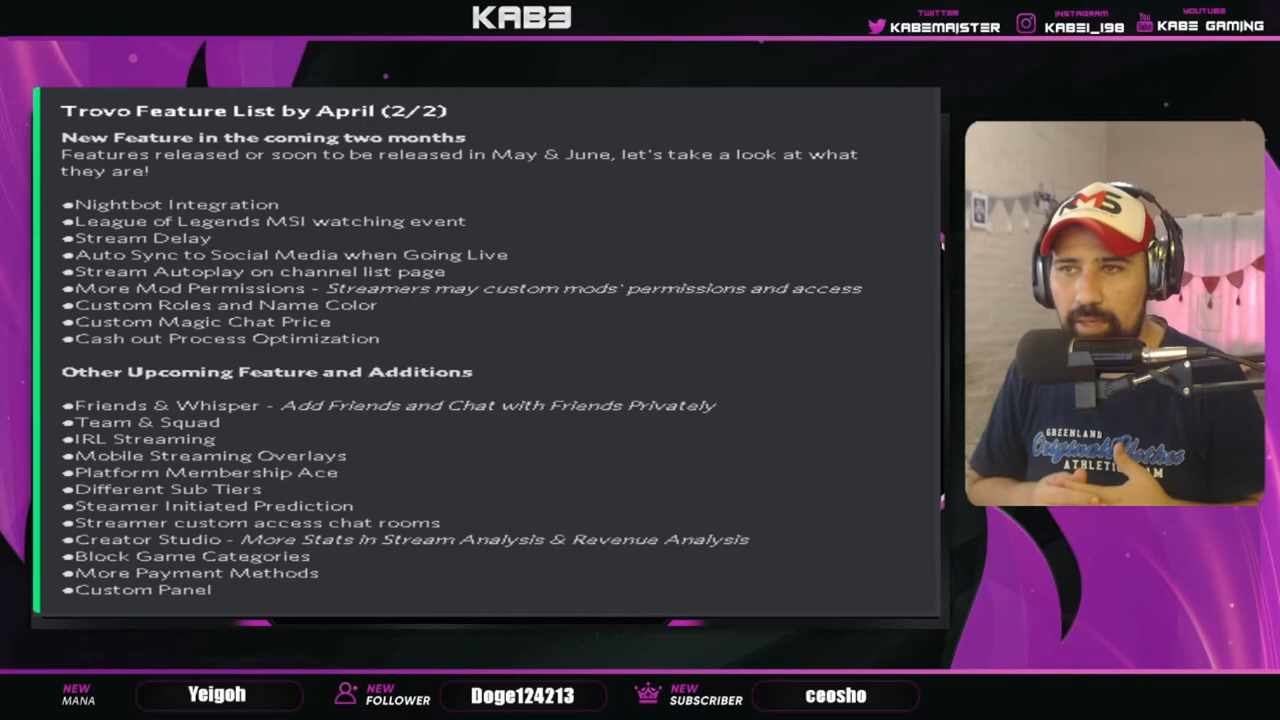 KAB3
TWITTER
KABEMAJSTER
INSTAGRAM
KABE1_198
YOUTUBE
KABE GAMING
Trovo Feature List by April (2/2)
New Feature in the coming two months
Features released or soon to be released in May & June, let's take a look at what
they are!
●Nightbot Integration
●League of Legends MSI watching event
●Stream Delay
●Auto Sync to Social Media when Going Live
●Stream Autoplay on channel list page
●More Mod Permissions - Streamers may custom mods' permissions and access
●Custom Roles and Name Color
●Custom Magic Chat Price
●Cash out Process Optimization
Other Upcoming Feature and Additions
●Friends & Whisper - Add Friends and Chat with Friends Privately
●Team & Squad
●IRL Streaming
●Mobile Streaming Overlays
●Platform Membership Ace
●Different Sub Tiers
●Steamer Initiated Prediction
●Streamer custom access chat rooms
●Creator Studio - More Stats in Stream Analysis & Revenue Analysis
●Block Game Categories
●More Payment Methods
●Custom Panel
GREENLAND
NEW
MANA
Yeigoh
NEW
FOLLOWER
Doge124213
NEW
SUBSCRIBER
ceosho